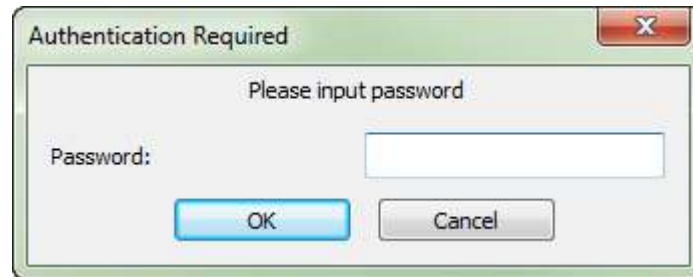 Authentication Required
Please input password
Password:
OK
Cancel